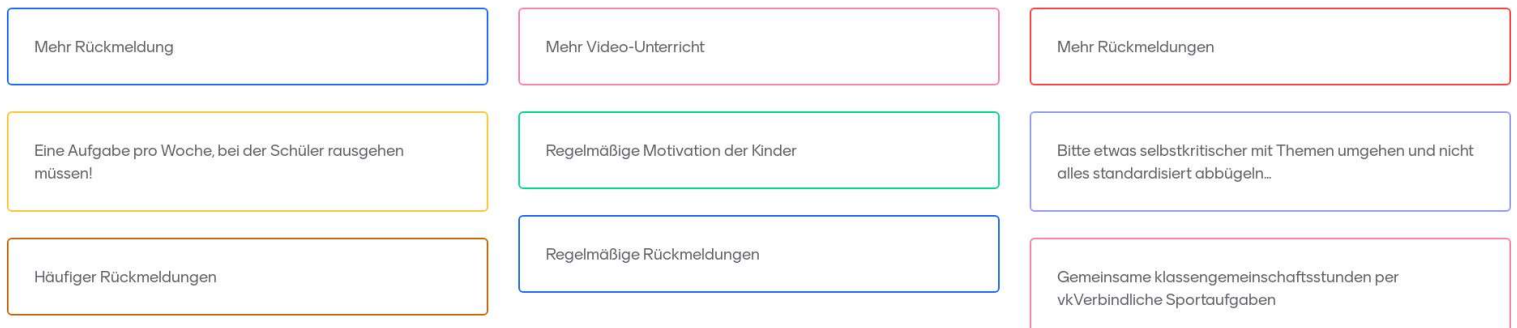 Mehr Rückmeldung
Mehr Video-Unterricht
Mehr Rückmeldungen
Eine Aufgabe pro Woche, bei der Schüler rausgehen
müssen!
Regelmäßige Motivation der Kinder
Bitte etwas selbstkritischer mit Themen umgehen und nicht
alles standardisiert abbügeln...
Häufiger Rückmeldungen
Regelmäßige Rückmeldungen
Gemeinsame klassengemeinschaftsstunden per
vkVerbindliche Sportaufgaben